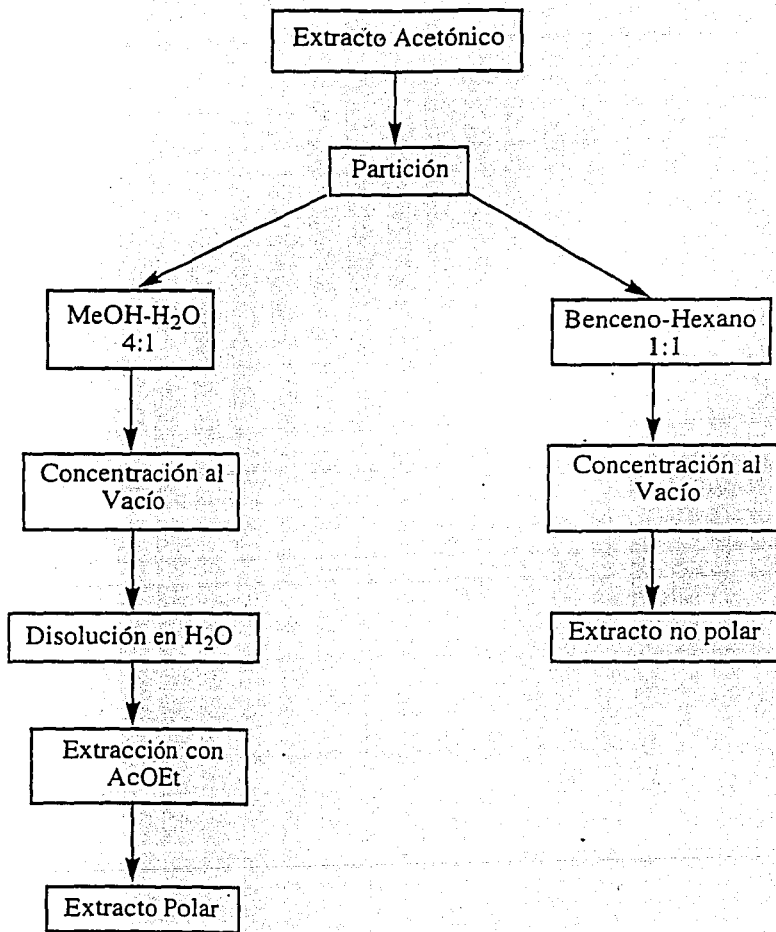 Extracto Acetónico
Partición
MeOH-H₂O
4:1
Concentración al
Vacío
Disolución en H₂O
Extracción con
AcOEt
Extracto Polar
Benceno-Hexano
1:1
Concentración al
Vacío
Extracto no polar